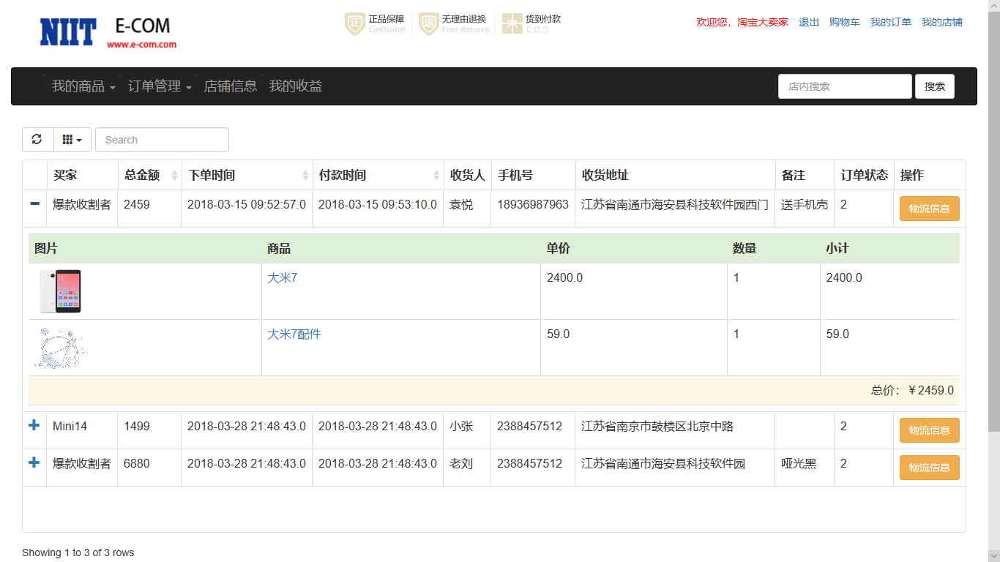 NIIT E-COM
www.e-com.com
正品保障 无理由退换 货到付款
Genuine Free Returns C.O.D
欢迎您，淘宝大卖家 退出 购物车 我的订单 我的店铺
我的商品 订单管理 店铺信息 我的收益 店内搜索 搜索
Search
买家 总金额 下单时间 付款时间 收货人 手机号 收货地址 备注 订单状态 操作
爆款收割者 2459 2018-03-15 09:52:57.0 2018-03-15 09:53:10.0 袁悦 18936987963 江苏省南通市海安县科技软件园西门 送手机壳 2 物流信息
图片 商品 单价 数量 小计
大米7 2400.0 1 2400.0
大米7配件 59.0 1 59.0
总价：￥2459.0
Mini14 1499 2018-03-28 21:48:43.0 2018-03-28 21:48:43.0 小张 2388457512 江苏省南京市鼓楼区北京中路 2 物流信息
爆款收割者 6880 2018-03-28 21:48:43.0 2018-03-28 21:48:43.0 老刘 2388457512 江苏省南通市海安县科技软件园 哑光黑 2 物流信息
Showing 1 to 3 of 3 rows